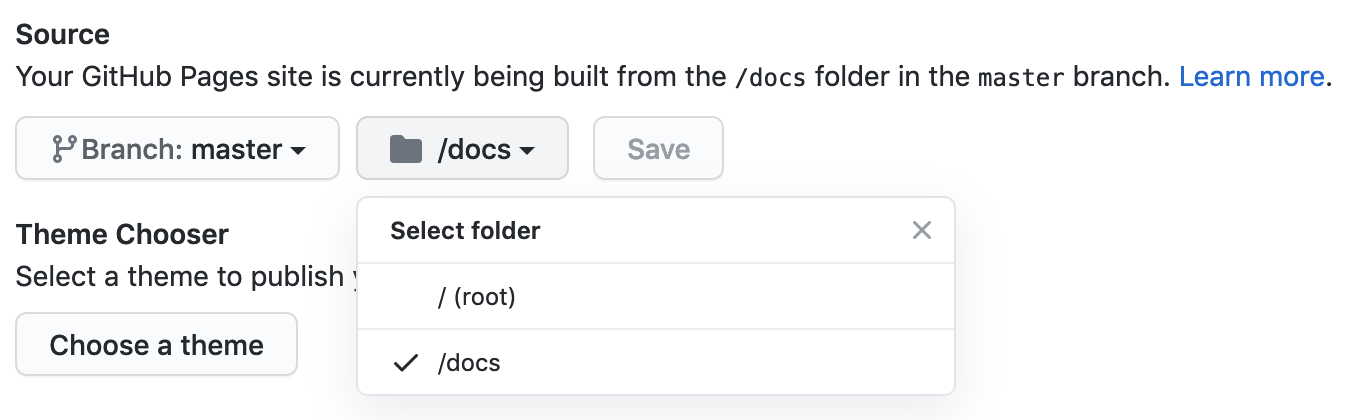 Source
Your GitHub Pages site is currently being built from the /docs folder in the master branch. Learn more.
Branch: master /docs Save
Select folder
Theme Chooser
Select a theme to publish
/ (root)
Choose a theme
/docs